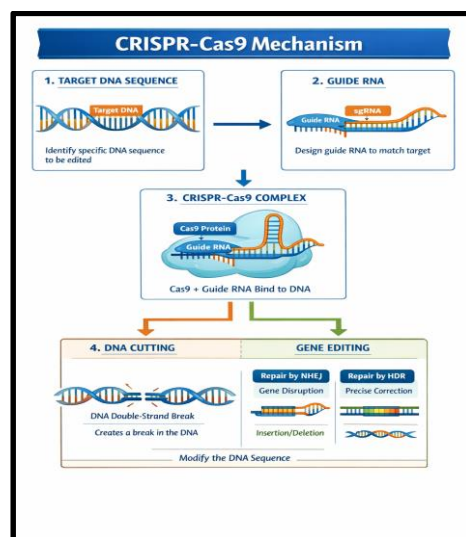 CRISPR-Cas9 Mechanism
1. TARGET DNA SEQUENCE
Target DNA
Identify specific DNA sequence
to be edited
2. GUIDE RNA
Guide RNA
sgRNA
+
Design guide RNA to match target
3. CRISPR-Cas9 COMPLEX
Cas9 Protein
+
Guide RNA
Cas9 + Guide RNA Bind to DNA
4. DNA CUTTING
DNA Double-Strand Break
Creates a break in the DNA
GENE EDITING
Repair by NHEJ
Gene Disruption
Insertion/Deletion
Repair by HDR
Precise Correction
Modify the DNA Sequence